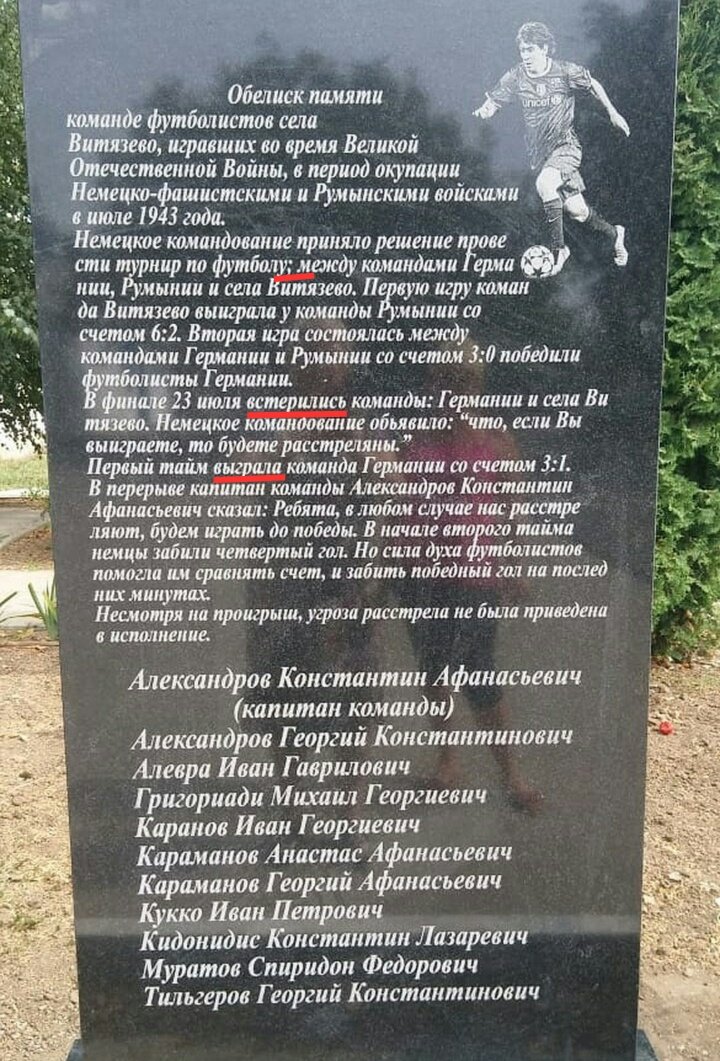 Обелиск памяти
команде футболистов села
Витязево, игравших во время Великой
Отечественной Войны, в период окупации
Немецко-фашистскими и Румынскими войсками
в июле 1943 года.
unicef
Немецкое командование приняло решение прове
сти турнир по футболу; между командами Герма
нии, Румынии и села Витязево. Первую игру коман
да Витязево выиграла у команды Румынии со
счетом 6:2. Вторая игра состоялась между
командами Германии и Румынии со счетом 3:0 победили
футболисты Германии.
В финале 23 июля встерились команды: Германии и села Ви
тязево. Немецкое командование обьявило: “что, если Вы
выиграете, то будете расстреляны.”
Первый тайм выграла команда Германии со счетом 3:1.
В перерыве капитан команды Александров Константин
Афанасьевич сказал: Ребята, в любом случае нас расстре
ляют, будем играть до победы. В начале второго тайма
немцы забили четвертый гол. Но сила духа футболистов
помогла им сравнять счет, и забить победный гол на послед
них минутах.
Несмотря на проигрыш, угроза расстрела не была приведена
в исполнение.
Александров Константин Афанасьевич
(капитан команды)
Александров Георгий Константинович
Алевра Иван Гаврилович
Григориади Михаил Георгиевич
Каранов Иван Георгиевич
Караманов Анастас Афанасьевич
Караманов Георгий Афанасьевич
Кукко Иван Петрович
Кидонидис Константин Лазаревич
Муратов Спиридон Федорович
Тильгеров Георгий Константинович